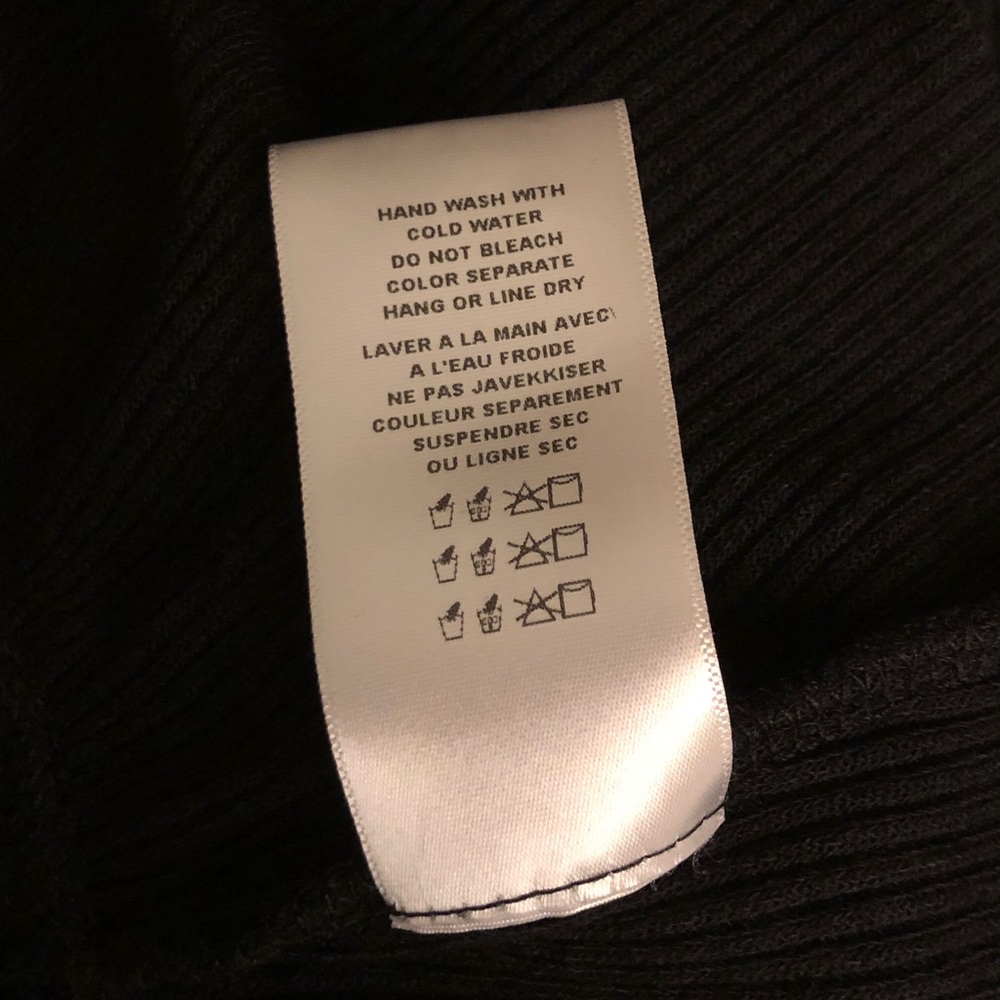 HAND WASH WITH
COLD WATER
DO NOT BLEACH
COLOR SEPARATE
HANG OR LINE DRY
LAVER A LA MAIN AVEC\
A L'EAU FROIDE
NE PAS JAVEKKISER
COULEUR SEPAREMENT
SUSPENDRE SEC
OU LIGNE SEC